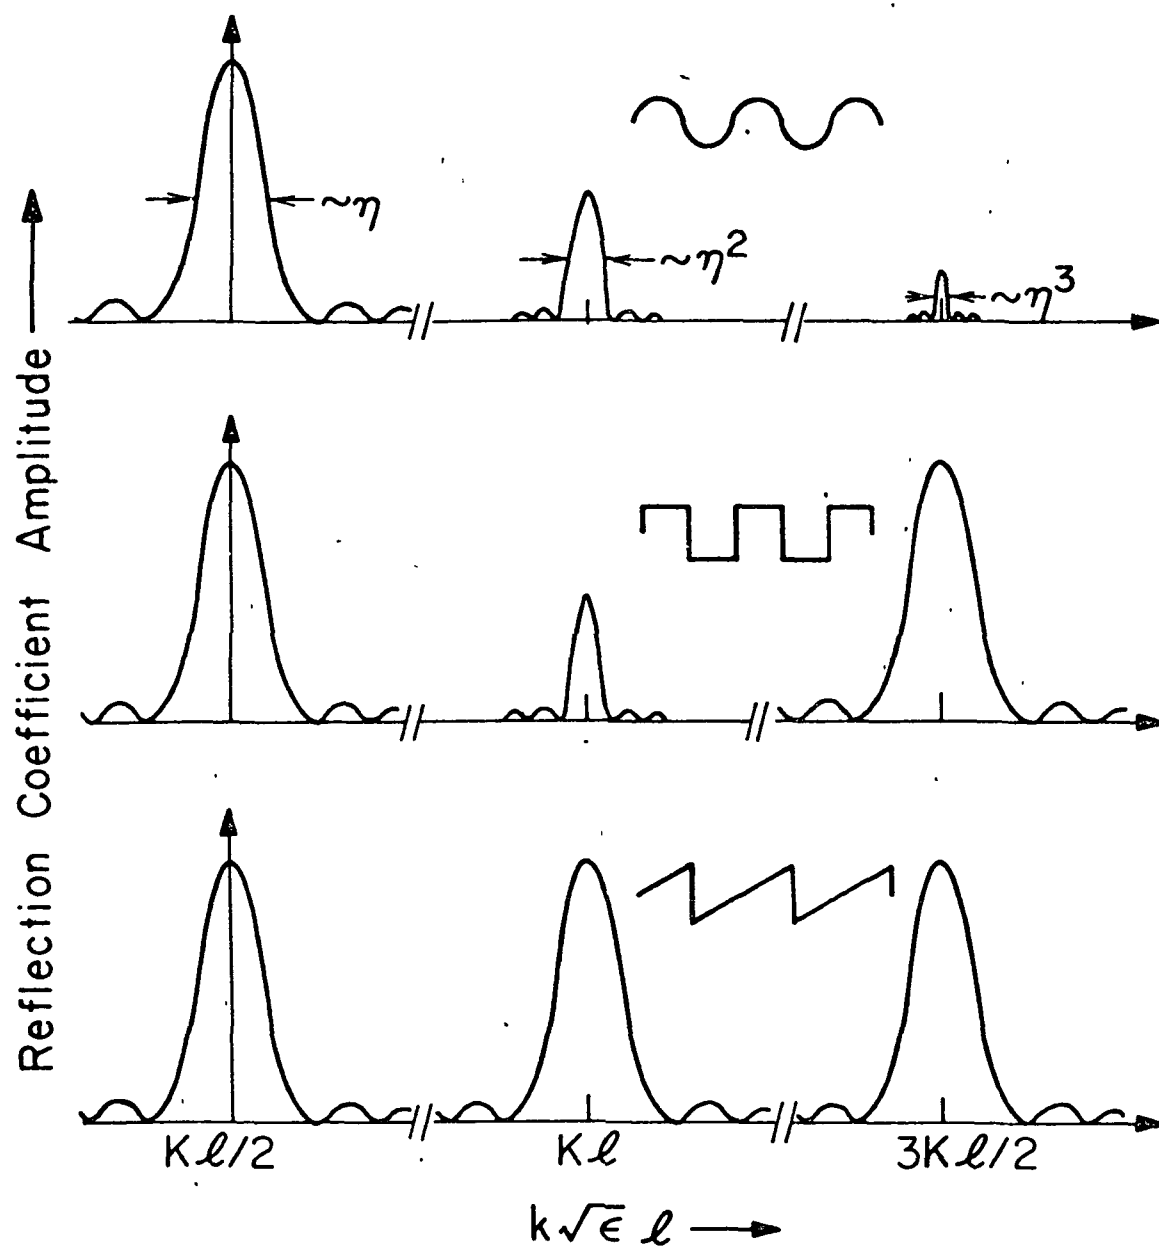 Reflection Coefficient Amplitude
~η
~η²
~η³
Kℓ/2
Kℓ
3Kℓ/2
k√ϵ ℓ